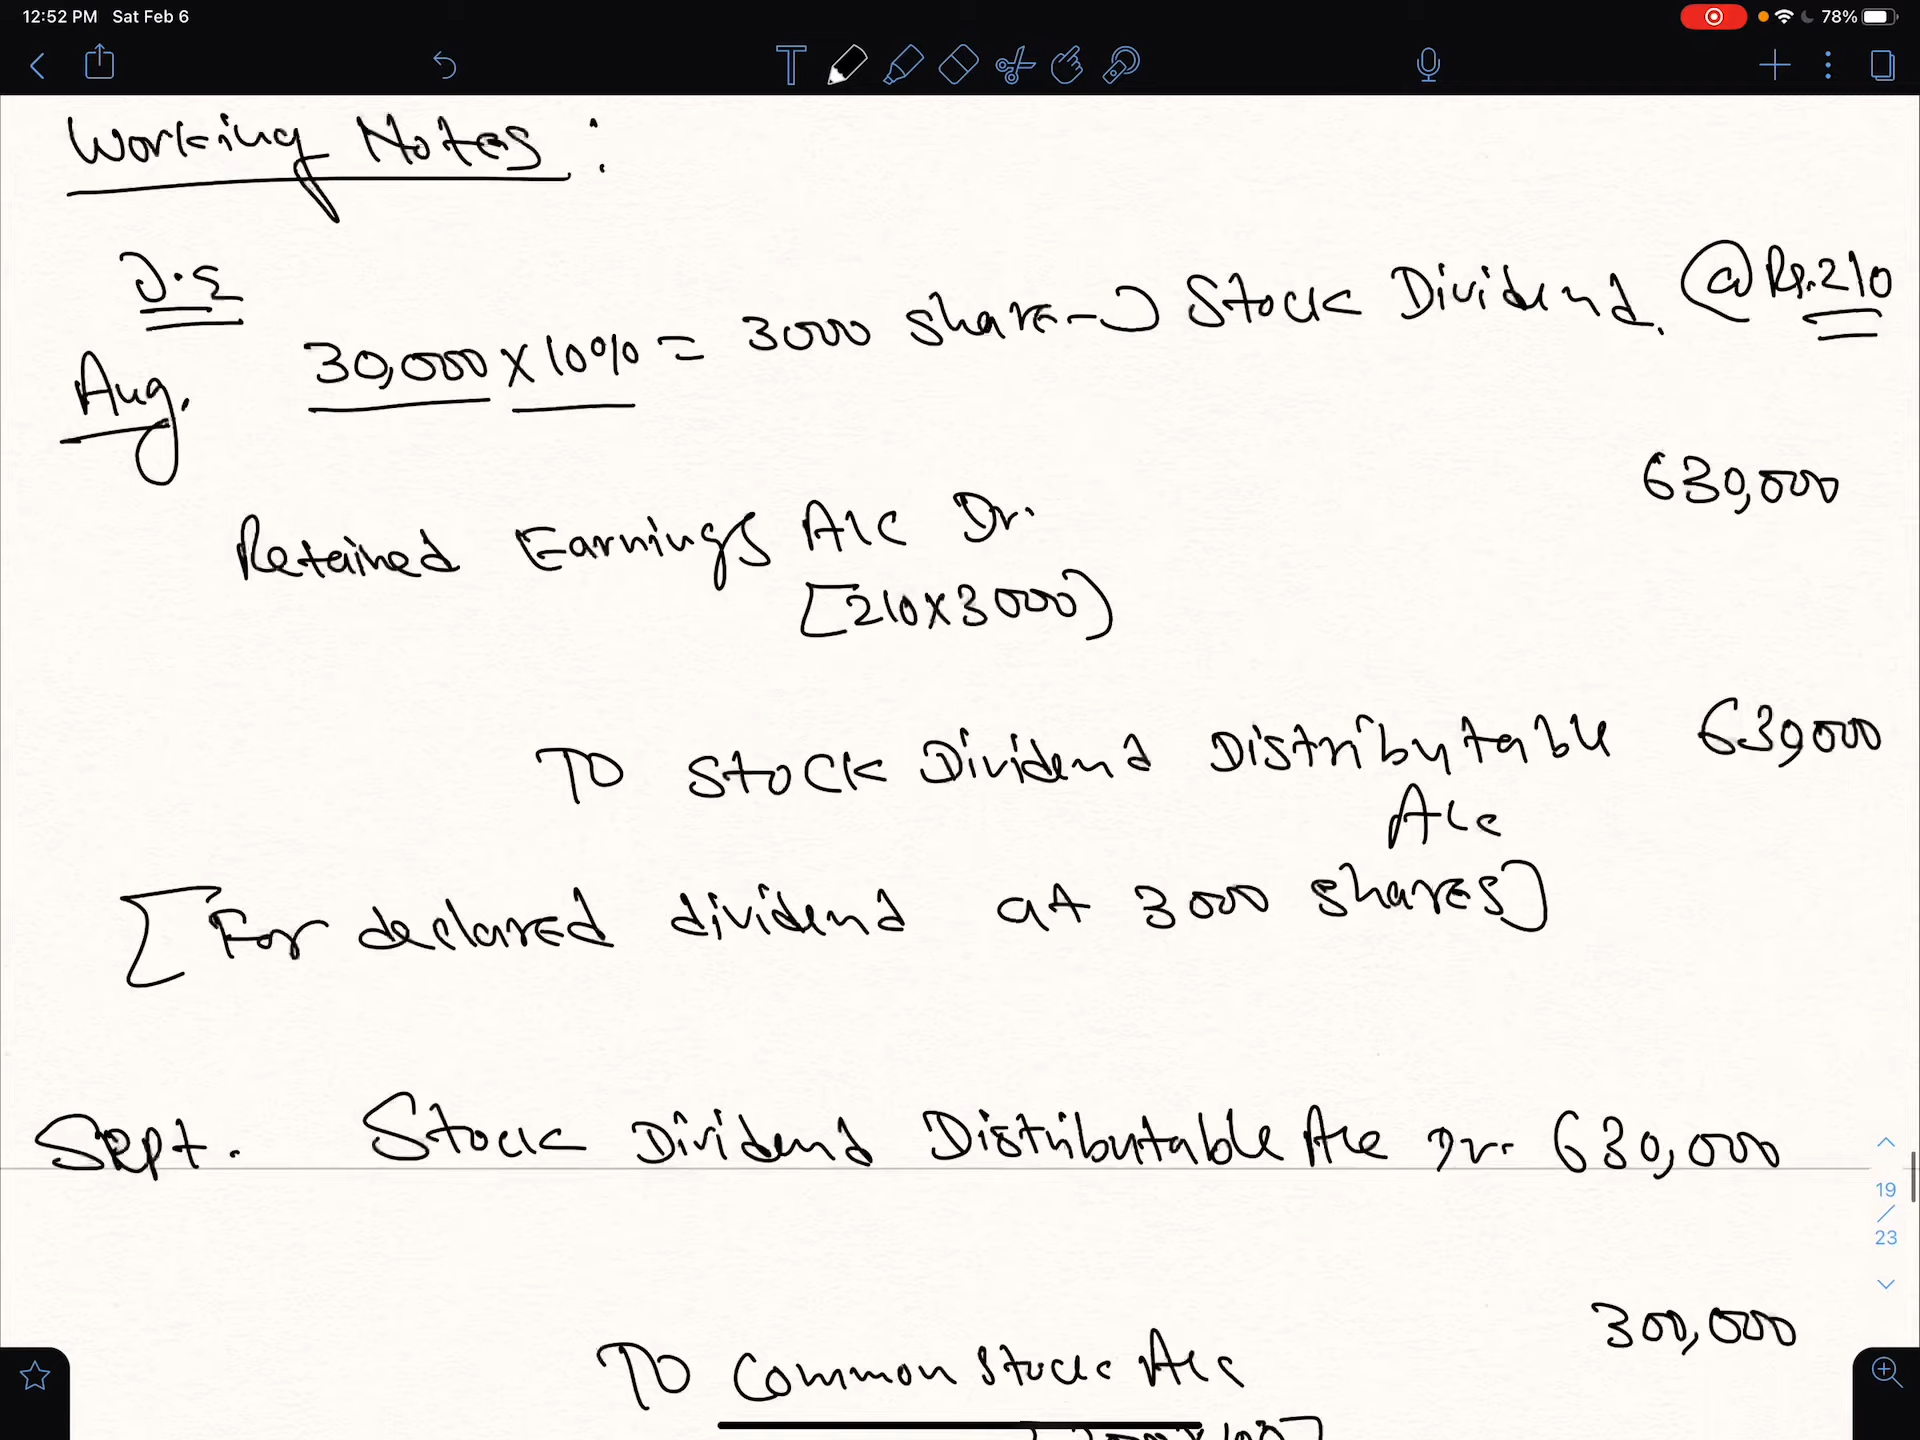 12:52 PM Sat Feb 6
78%
Working Notes :
J.E
Aug. 30,000 x 10% = 3000 share → Stock Dividend. @Rs.210
Retained Earnings A/c Dr. 630,000
[210x3000)
To Stock Dividend Distributable 630,000
A/c
[For declared dividend at 3000 shares]
Sept. Stock Dividend Distributable A/c Dr. 630,000
19
/
23
300,000
To Common Stock A/c